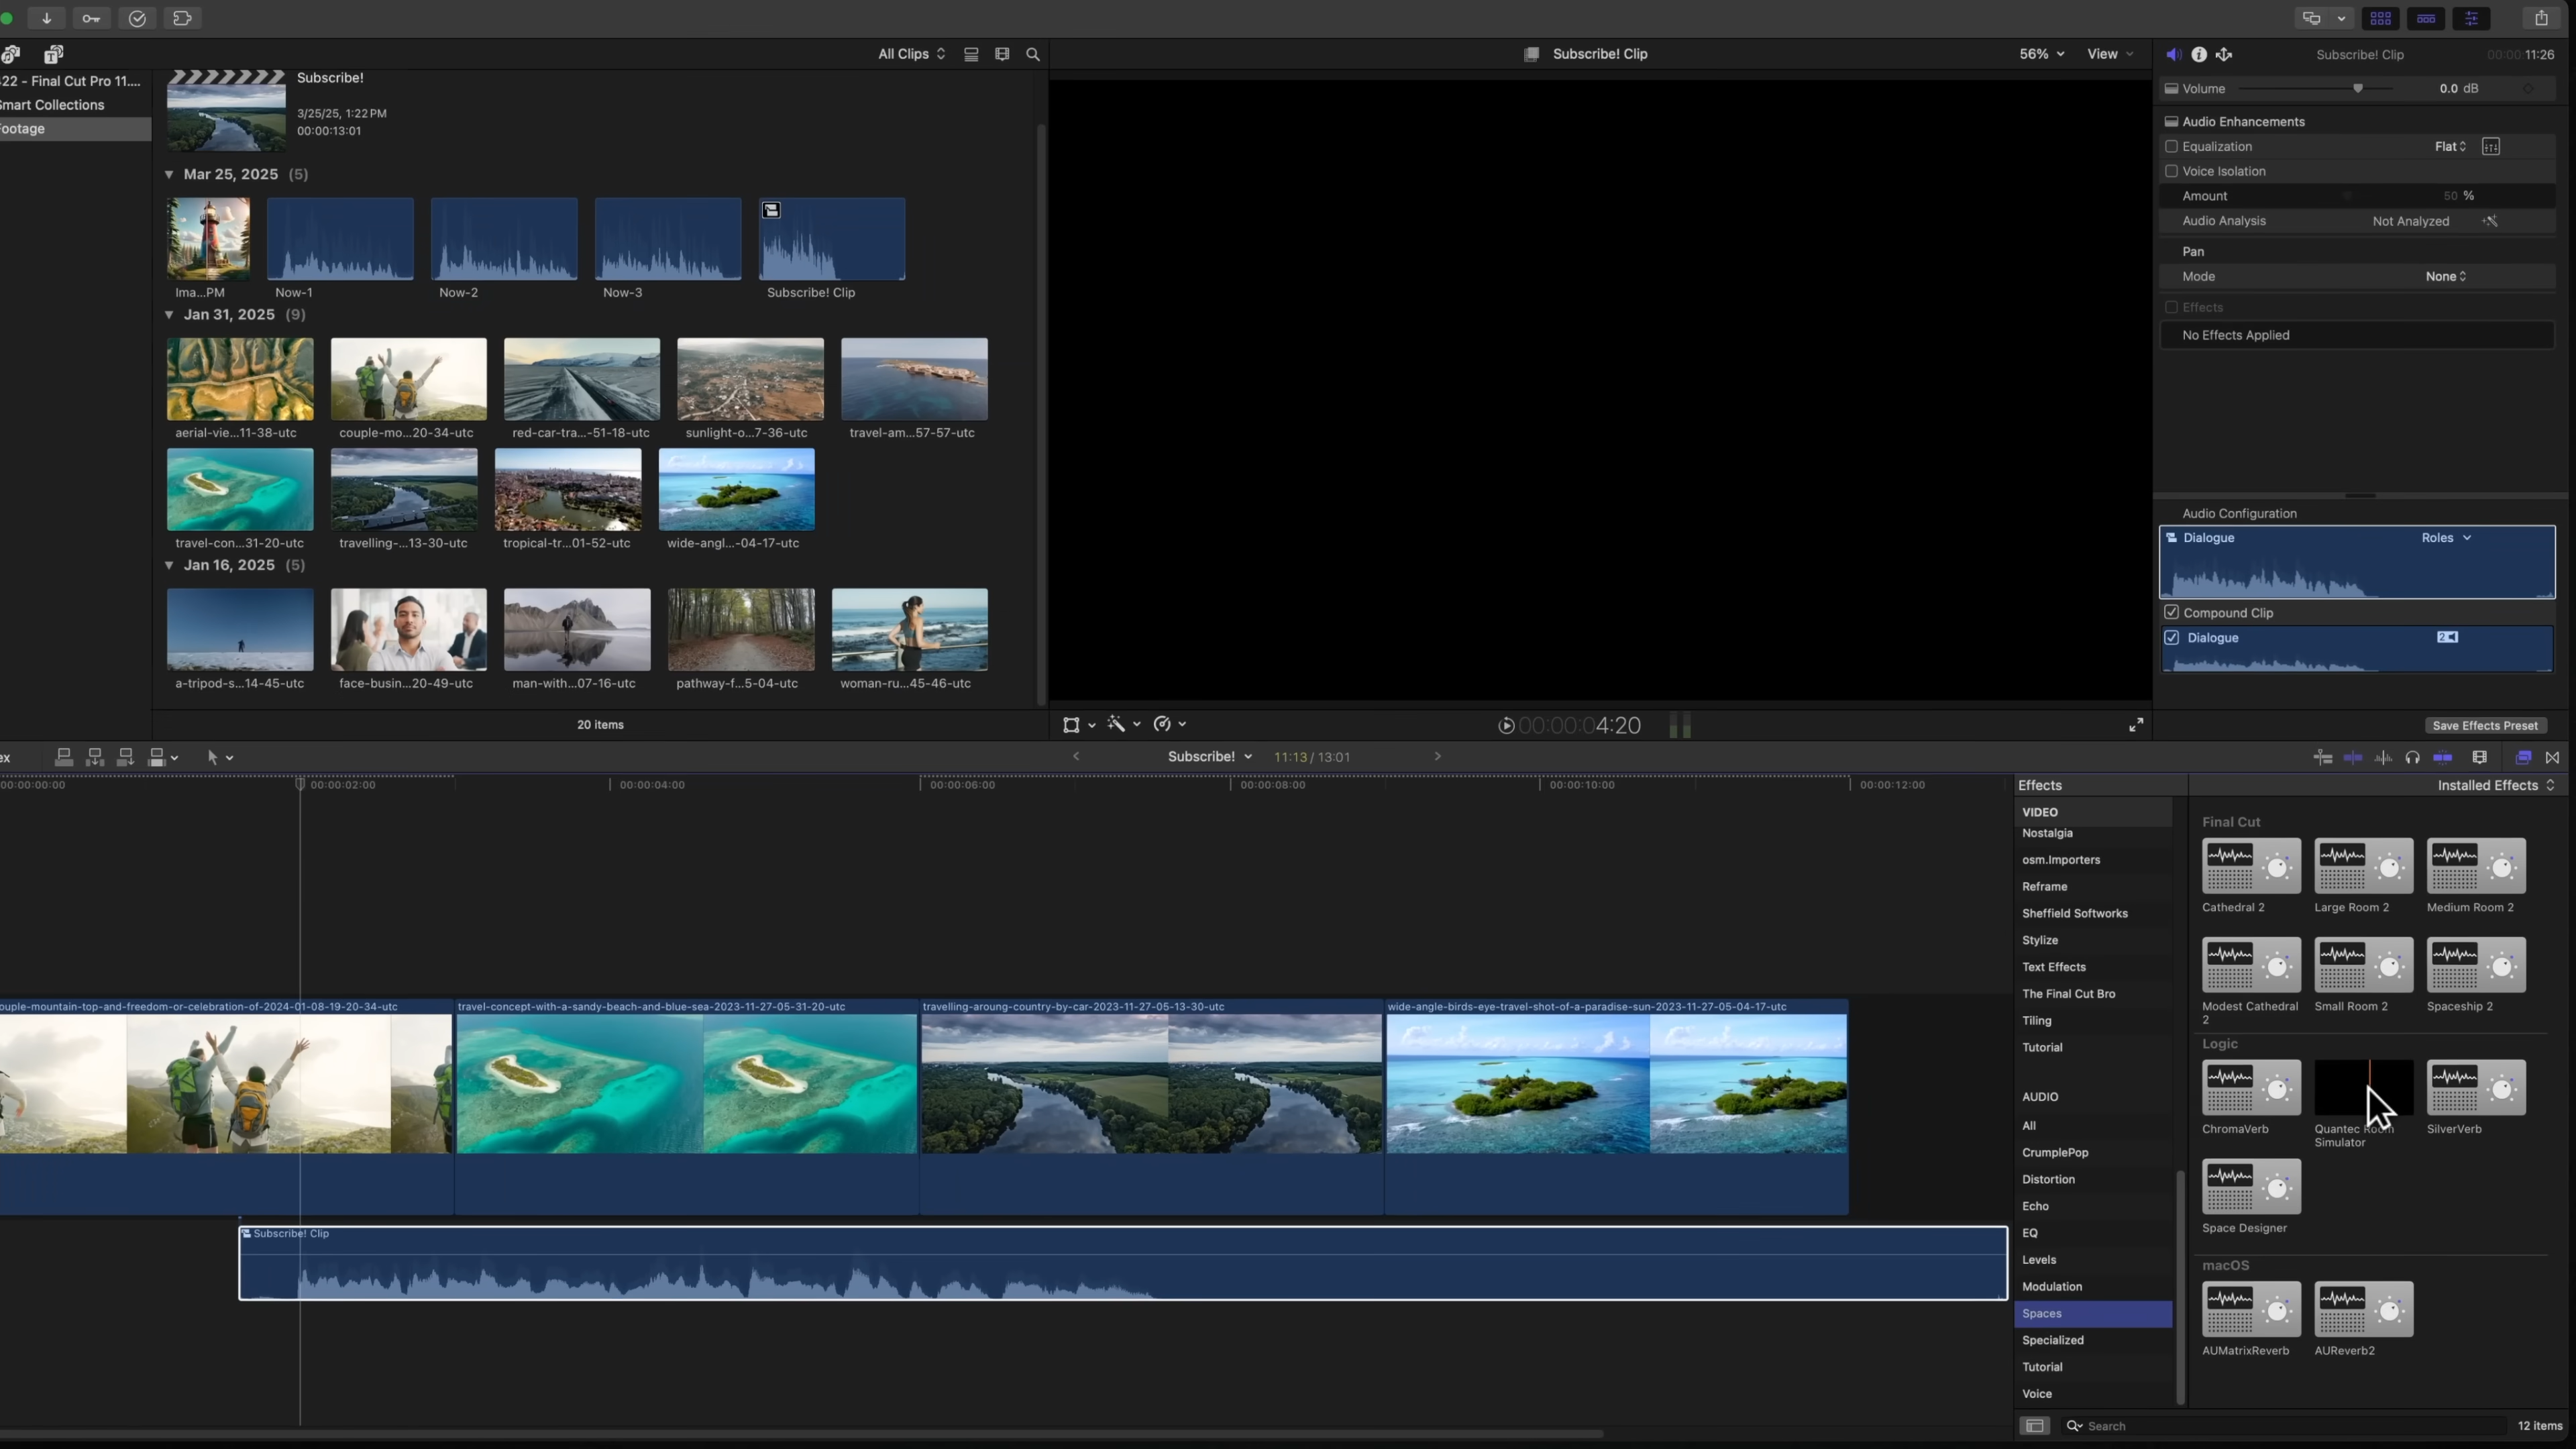 All Clips
Subscribe! Clip
56%
View
Subscribe! Clip
00:00:11:26
22 - Final Cut Pro 11....
Smart Collections
Footage
Subscribe!
3/25/25, 1:22 PM
00:00:13:01
Mar 25, 2025 (5)
Ima...PM
Now-1
Now-2
Now-3
Subscribe! Clip
Jan 31, 2025 (9)
aerial-vie...11-38-utc
couple-mo...20-34-utc
red-car-tra...-51-18-utc
sunlight-o...7-36-utc
travel-am...57-57-utc
travel-con...31-20-utc
travelling-...13-30-utc
tropical-tr...01-52-utc
wide-angl...-04-17-utc
Jan 16, 2025 (5)
a-tripod-s...14-45-utc
face-busin...20-49-utc
man-with...07-16-utc
pathway-f...5-04-utc
woman-ru...45-46-utc
20 items
00:00:04:20
Volume
0.0 dB
Audio Enhancements
Equalization
Flat
Voice Isolation
Amount
50 %
Audio Analysis
Not Analyzed
Pan
Mode
None
Effects
No Effects Applied
Audio Configuration
Dialogue
Roles
Compound Clip
Dialogue
2
Save Effects Preset
ex
Subscribe!
11:13 / 13:01
00:00:00:00
00:00:02:00
00:00:04:00
00:00:06:00
00:00:08:00
00:00:10:00
00:00:12:00
ouple-mountain-top-and-freedom-or-celebration-of-2024-01-08-19-20-34-utc
travel-concept-with-a-sandy-beach-and-blue-sea-2023-11-27-05-31-20-utc
travelling-aroung-country-by-car-2023-11-27-05-13-30-utc
wide-angle-birds-eye-travel-shot-of-a-paradise-sun-2023-11-27-05-04-17-utc
Subscribe! Clip
Effects
Installed Effects
VIDEO
Nostalgia
osm.Importers
Reframe
Sheffield Softworks
Stylize
Text Effects
The Final Cut Bro
Tiling
Tutorial
AUDIO
All
CrumplePop
Distortion
Echo
EQ
Levels
Modulation
Spaces
Specialized
Tutorial
Voice
Final Cut
Cathedral 2
Large Room 2
Medium Room 2
Modest Cathedral
2
Small Room 2
Spaceship 2
Logic
ChromaVerb
Quantec Room
Simulator
SilverVerb
Space Designer
macOS
AUMatrixReverb
AUReverb2
Search
12 items